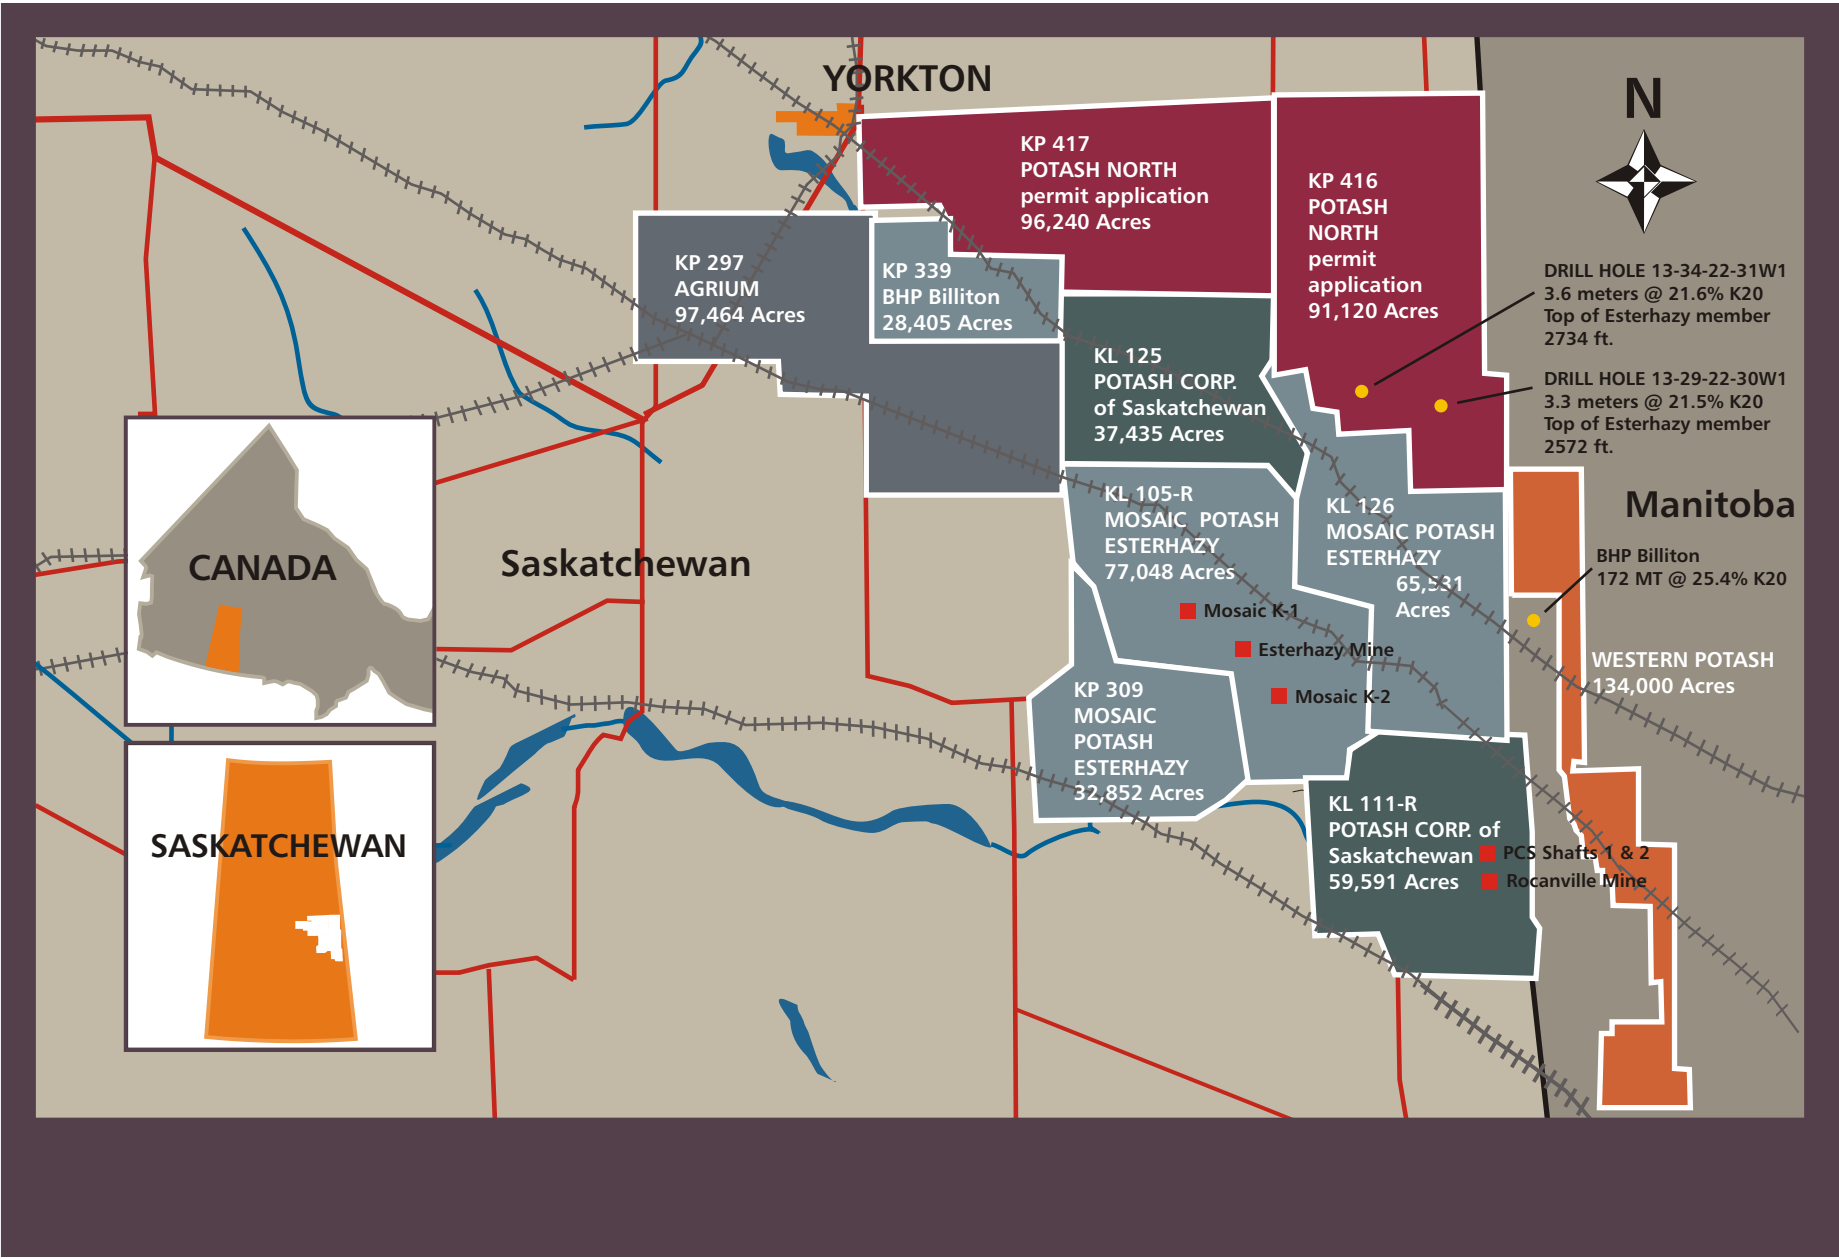 YORKTON
N
KP 417
POTASH NORTH
permit application
96,240 Acres
KP 416
POTASH
NORTH
permit
application
91,120 Acres
KP 297
AGRIUM
97,464 Acres
KP 339
BHP Billiton
28,405 Acres
DRILL HOLE 13-34-22-31W1
3.6 meters @ 21.6% K20
Top of Esterhazy member
2734 ft.
KL 125
POTASH CORP.
of Saskatchewan
37,435 Acres
DRILL HOLE 13-29-22-30W1
3.3 meters @ 21.5% K20
Top of Esterhazy member
2572 ft.
Manitoba
KL 105-R
MOSAIC POTASH
ESTERHAZY
77,048 Acres
KL 126
MOSAIC POTASH
ESTERHAZY
65,531
Acres
BHP Billiton
172 MT @ 25.4% K20
CANADA
Saskatchewan
Mosaic K-1
Esterhazy Mine
Mosaic K-2
WESTERN POTASH
134,000 Acres
KP 309
MOSAIC
POTASH
ESTERHAZY
32,852 Acres
SASKATCHEWAN
KL 111-R
POTASH CORP. of
Saskatchewan
59,591 Acres
PCS Shafts 1 & 2
Rocanville Mine